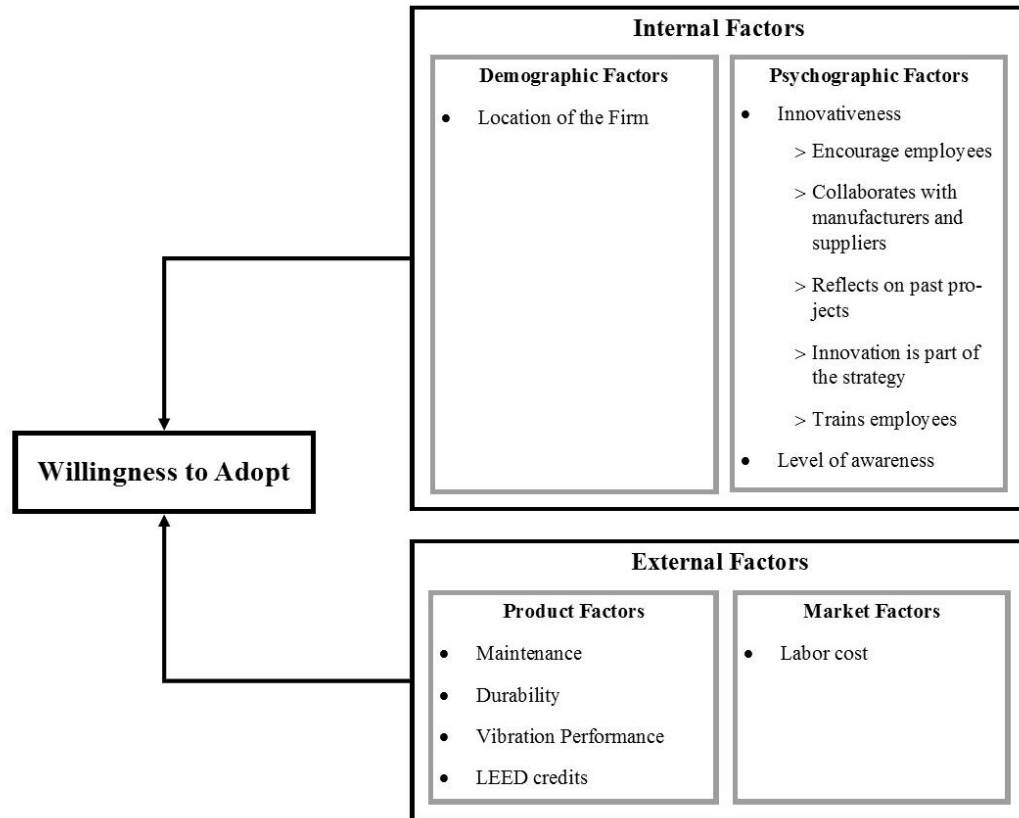 Internal Factors
Demographic Factors
• Location of the Firm
Psychographic Factors
• Innovativeness
> Encourage employees
> Collaborates with
manufacturers and
suppliers
> Reflects on past pro-
jects
> Innovation is part of
the strategy
> Trains employees
• Level of awareness
Willingness to Adopt
External Factors
Product Factors
• Maintenance
• Durability
• Vibration Performance
• LEED credits
Market Factors
• Labor cost